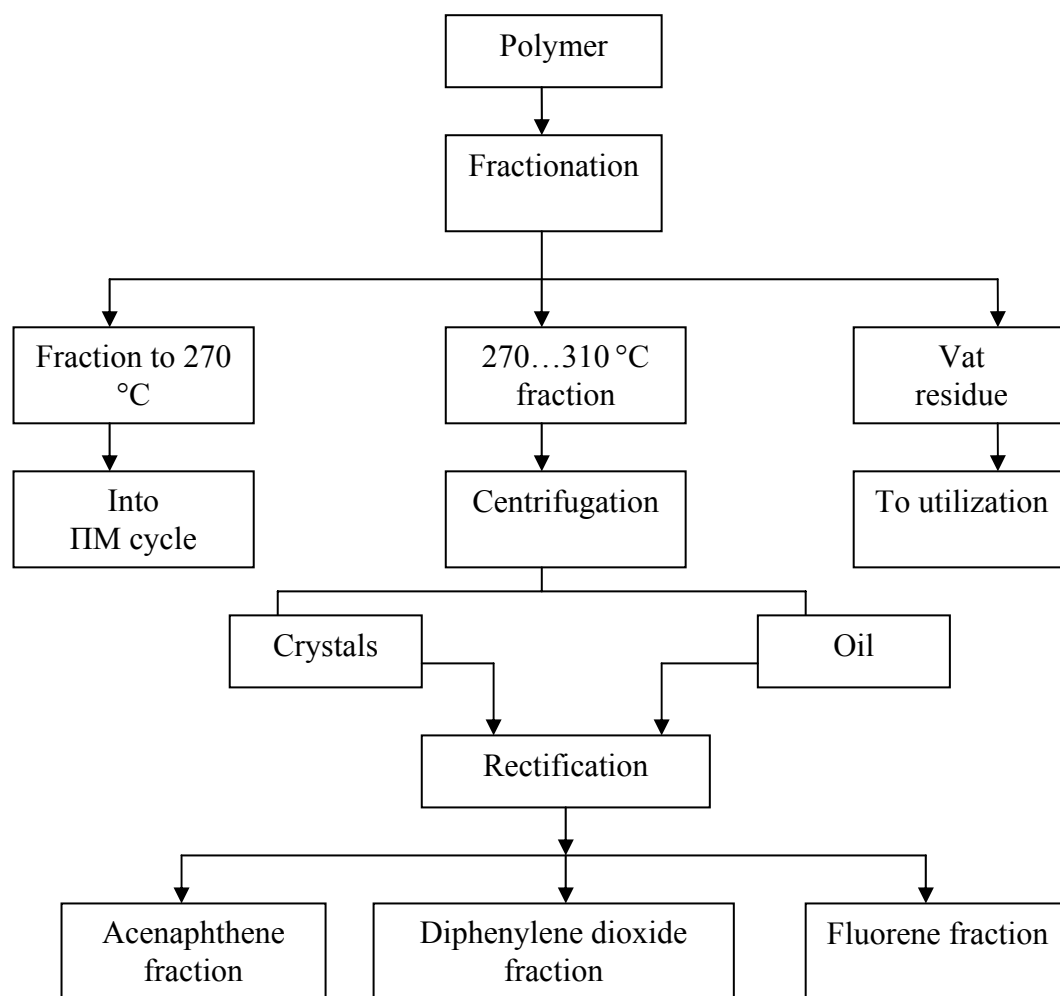 Polymer
Fractionation
Fraction to 270
°C
270…310 °C
fraction
Vat
residue
Into
ПМ cycle
Centrifugation
To utilization
Crystals
Oil
Rectification
Acenaphthene
fraction
Diphenylene dioxide
fraction
Fluorene fraction